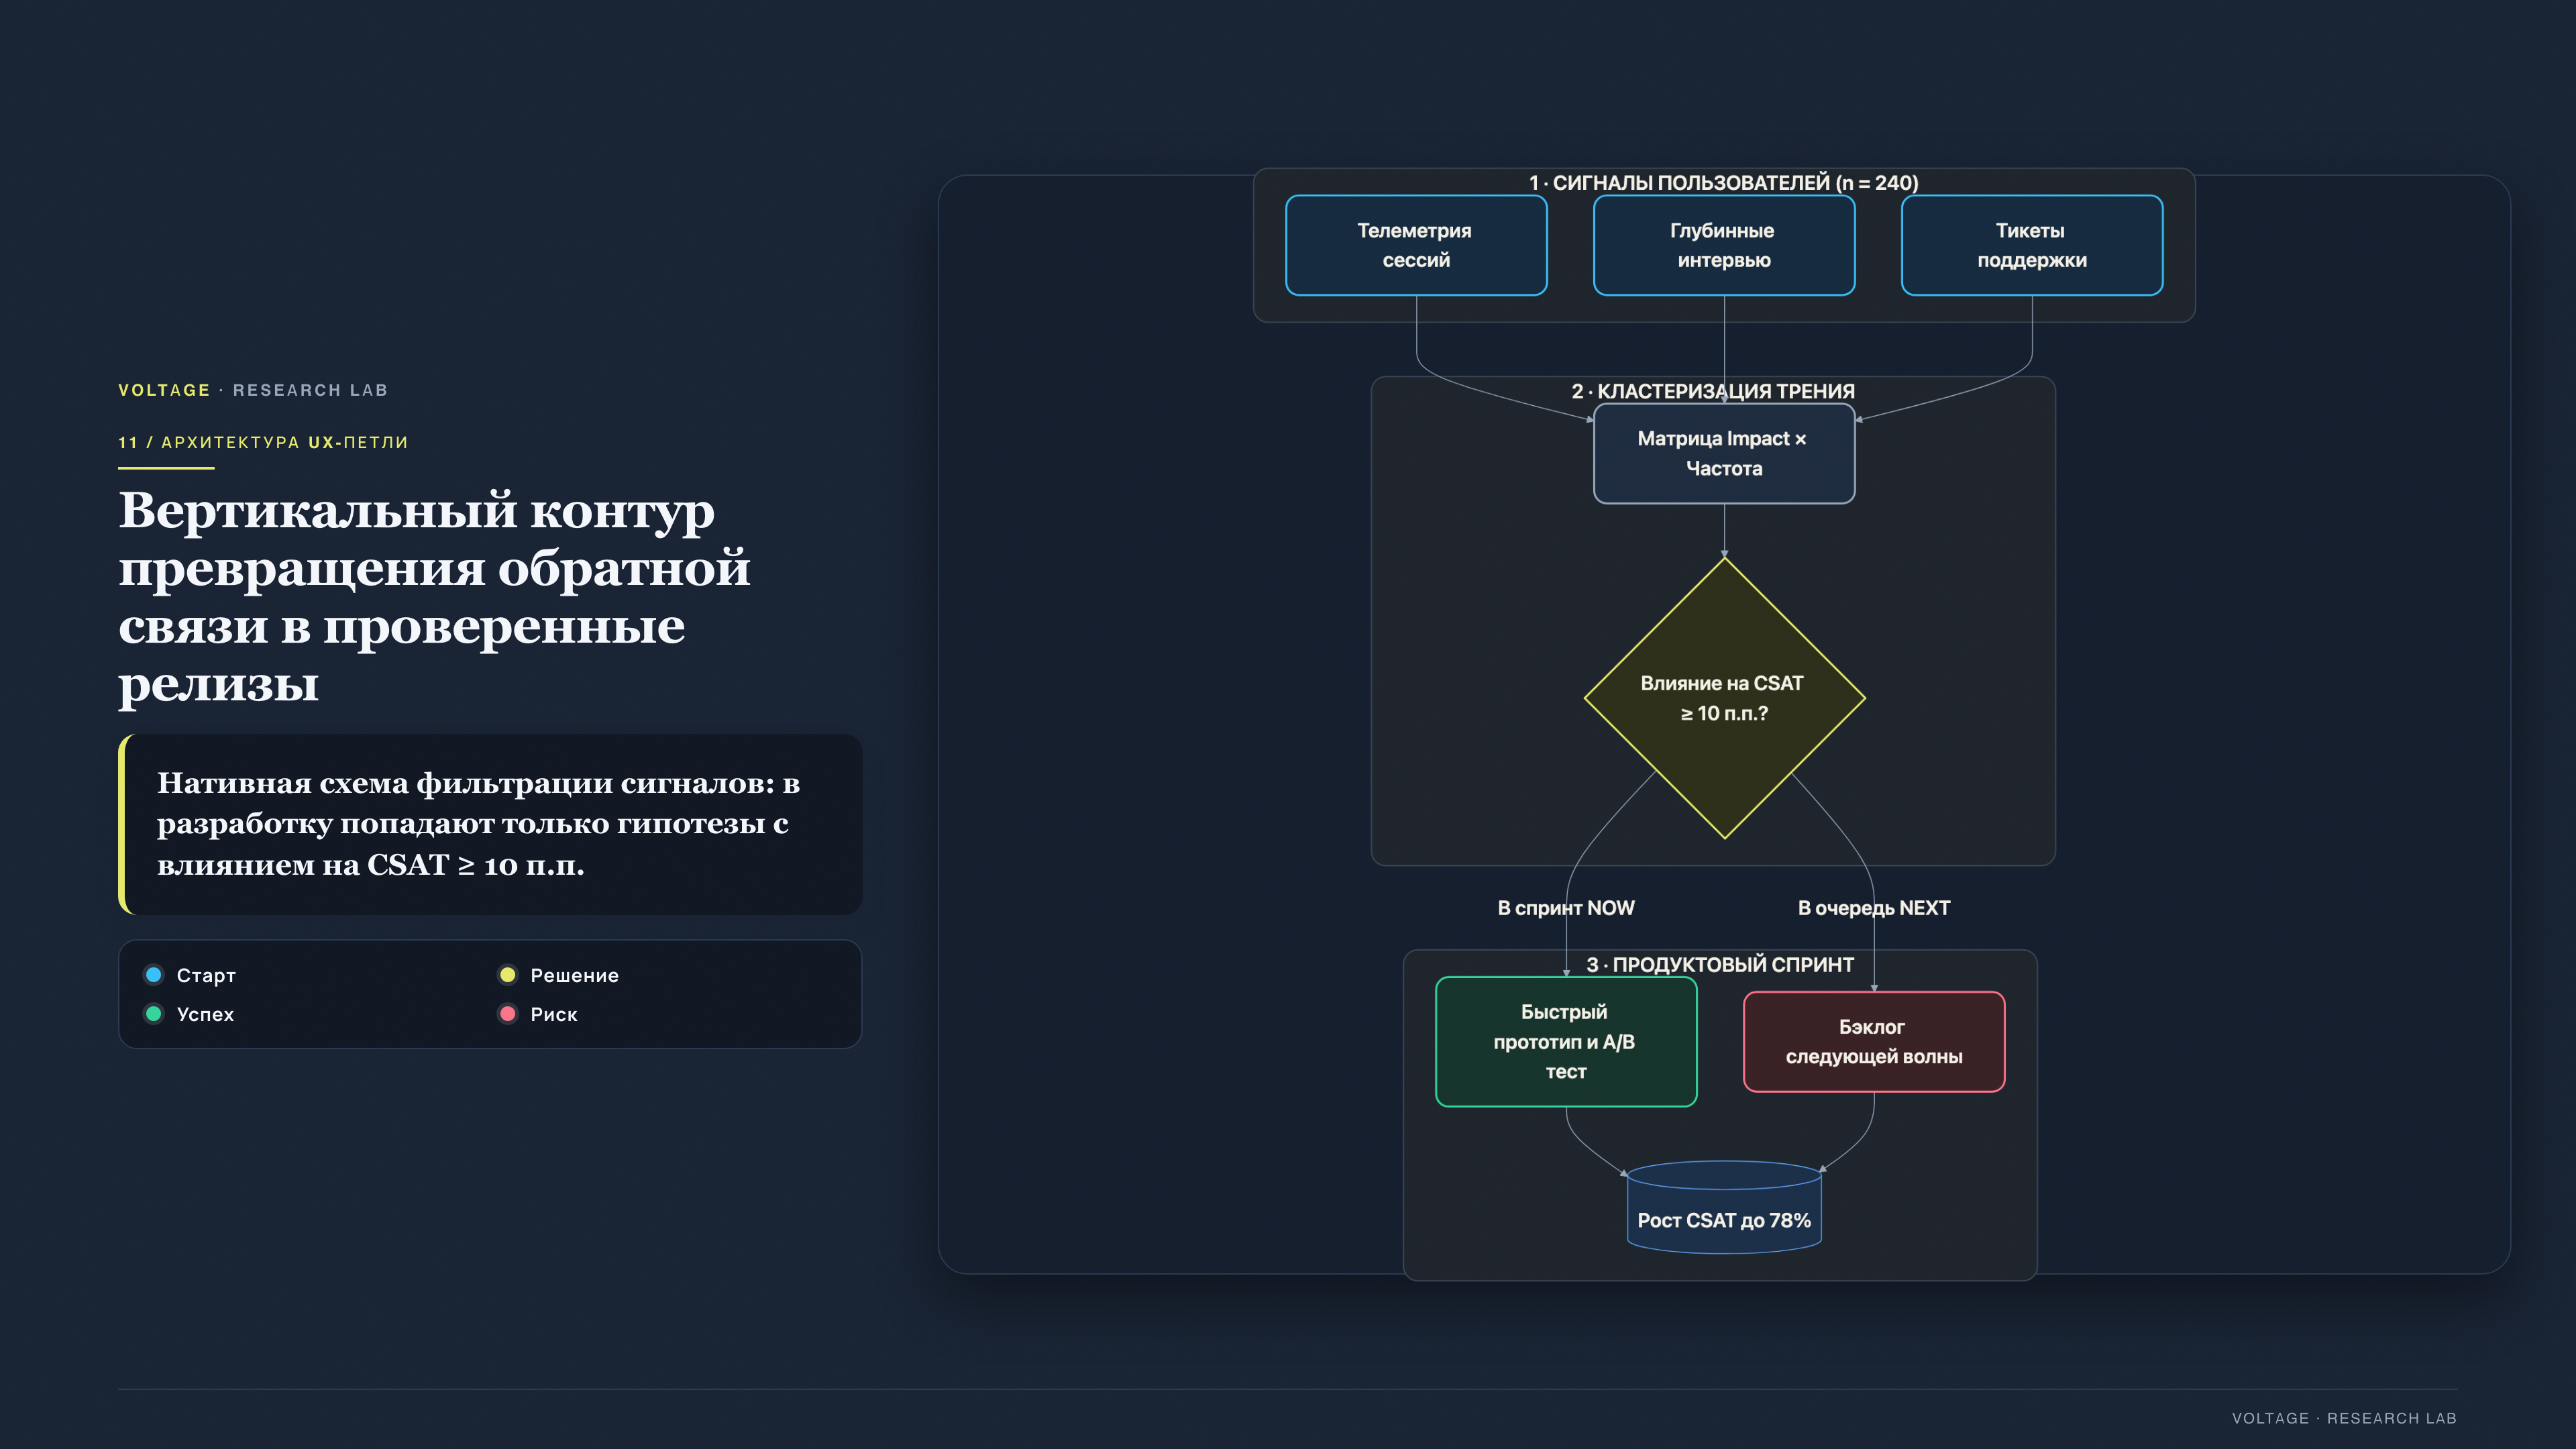 VOLTAGE · RESEARCH LAB
11 / АРХИТЕКТУРА UX-ПЕТЛИ
Вертикальный контур
превращения обратной
связи в проверенные
релизы
Нативная схема фильтрации сигналов: в
разработку попадают только гипотезы с
влиянием на CSAT ≥ 10 п.п.
Старт
Решение
Успех
Риск
1 · СИГНАЛЫ ПОЛЬЗОВАТЕЛЕЙ (n = 240)
Телеметрия
сессий
Глубинные
интервью
Тикеты
поддержки
2 · КЛАСТЕРИЗАЦИЯ ТРЕНИЯ
Матрица Impact ×
Частота
Влияние на CSAT
≥ 10 п.п.?
В спринт NOW
В очередь NEXT
3 · ПРОДУКТОВЫЙ СПРИНТ
Быстрый
прототип и A/B
тест
Бэклог
следующей волны
Рост CSAT до 78%
VOLTAGE · RESEARCH LAB